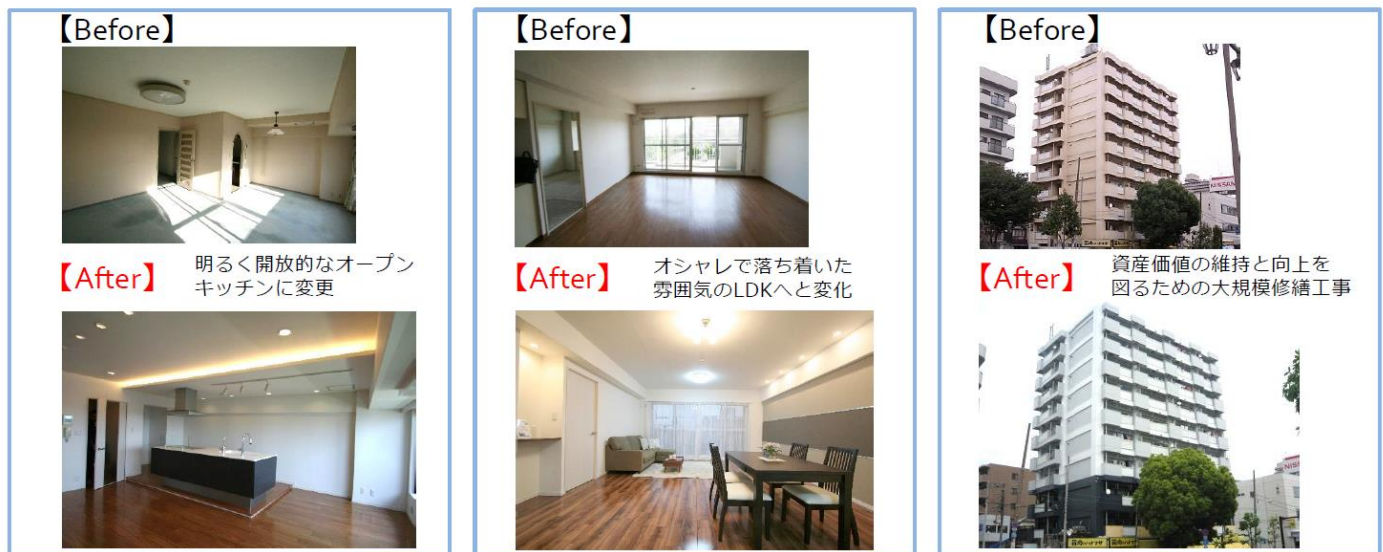 【Before】
【After】
明るく開放的なオープン
キッチンに変更
【Before】
【After】
オシャレで落ち着いた
雰囲気のLDKへと変化
【Before】
NISSAN
【After】
資産価値の維持と向上を
図るための大規模修繕工事